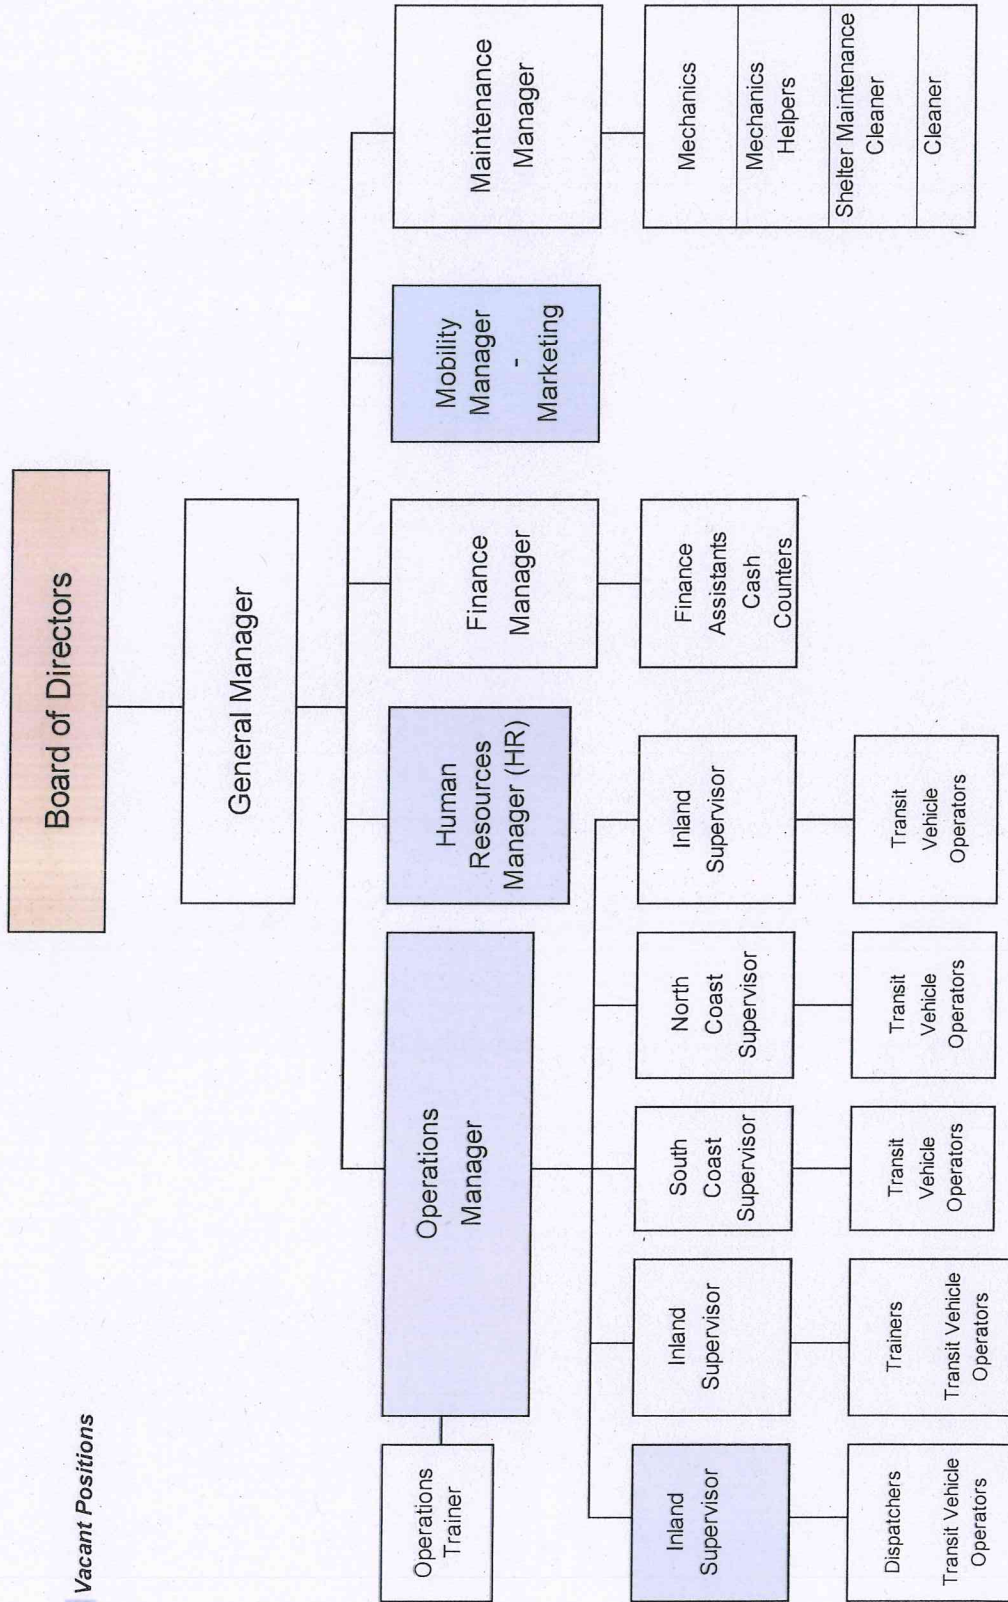 Vacant Positions
Board of Directors
General Manager
Operations
Trainer
Operations
Manager
Human
Resources
Manager (HR)
Finance
Manager
Mobility
Manager
-
Marketing
Maintenance
Manager
Inland
Supervisor
Inland
Supervisor
South
Coast
Supervisor
North
Coast
Supervisor
Inland
Supervisor
Finance
Assistants
Cash
Counters
Mechanics
Mechanics
Helpers
Shelter Maintenance
Cleaner
Cleaner
Dispatchers
Transit Vehicle
Operators
Trainers
Transit Vehicle
Operators
Transit
Vehicle
Operators
Transit
Vehicle
Operators
Transit
Vehicle
Operators